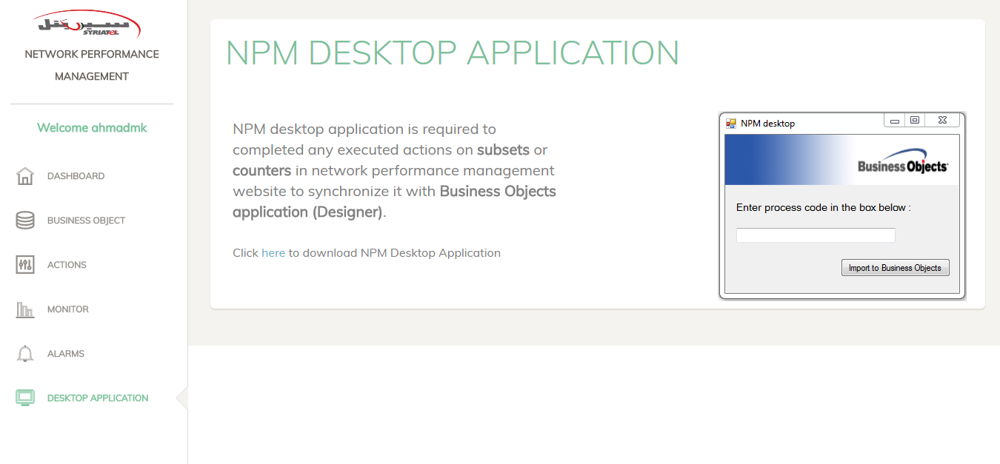 سيريتل
SYRIATEL
NETWORK PERFORMANCE
MANAGEMENT
Welcome ahmadmk
DASHBOARD
BUSINESS OBJECT
ACTIONS
MONITOR
ALARMS
DESKTOP APPLICATION
NPM DESKTOP APPLICATION
NPM desktop application is required to
completed any executed actions on subsets or
counters in network performance management
website to synchronize it with Business Objects
application (Designer).
Click here to download NPM Desktop Application
NPM desktop
Business Objects
Enter process code in the box below :
Import to Business Objects